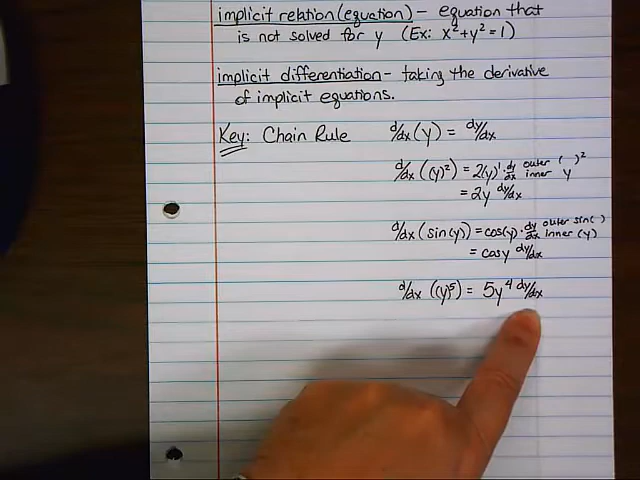 implicit relation (equation) - equation that
is not solved for y (Ex: x²+y²=1)
implicit differentiation - taking the derivative
of implicit equations.
Key: Chain Rule d/dx (y) = dy/dx
d/dx ((y)²) = 2(y)¹·dy/dx outer ( )² inner y
= 2y dy/dx
d/dx (sin(y)) = cos(y)·dy/dx outer sin( ) inner (y)
= cos y dy/dx
d/dx ((y)⁵) = 5y⁴ dy/dx